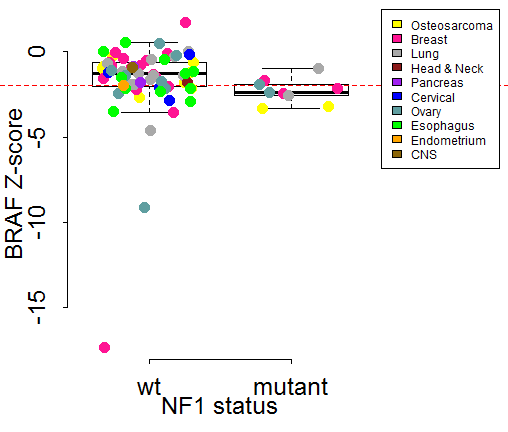 Osteosarcoma
Breast
Lung
Head & Neck
Pancreas
Cervical
Ovary
Esophagus
Endometrium
CNS
BRAF Z-score
0
-5
-10
-15
wt
mutant
NF1 status